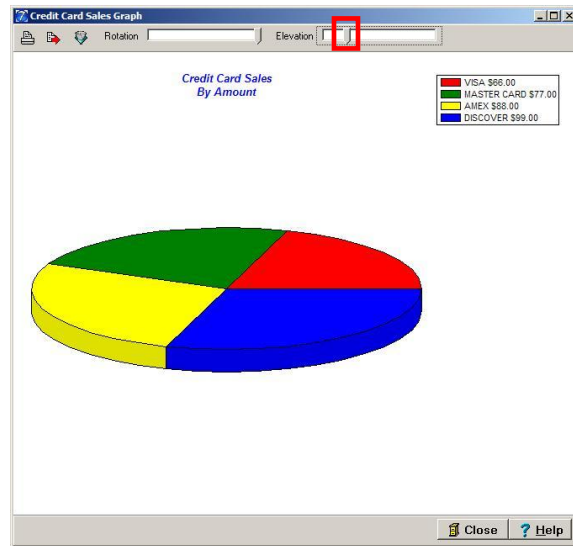 Credit Card Sales Graph
Rotation Elevation
Credit Card Sales
By Amount
VISA $66.00
MASTER CARD $77.00
AMEX $88.00
DISCOVER $99.00
Close ? Help